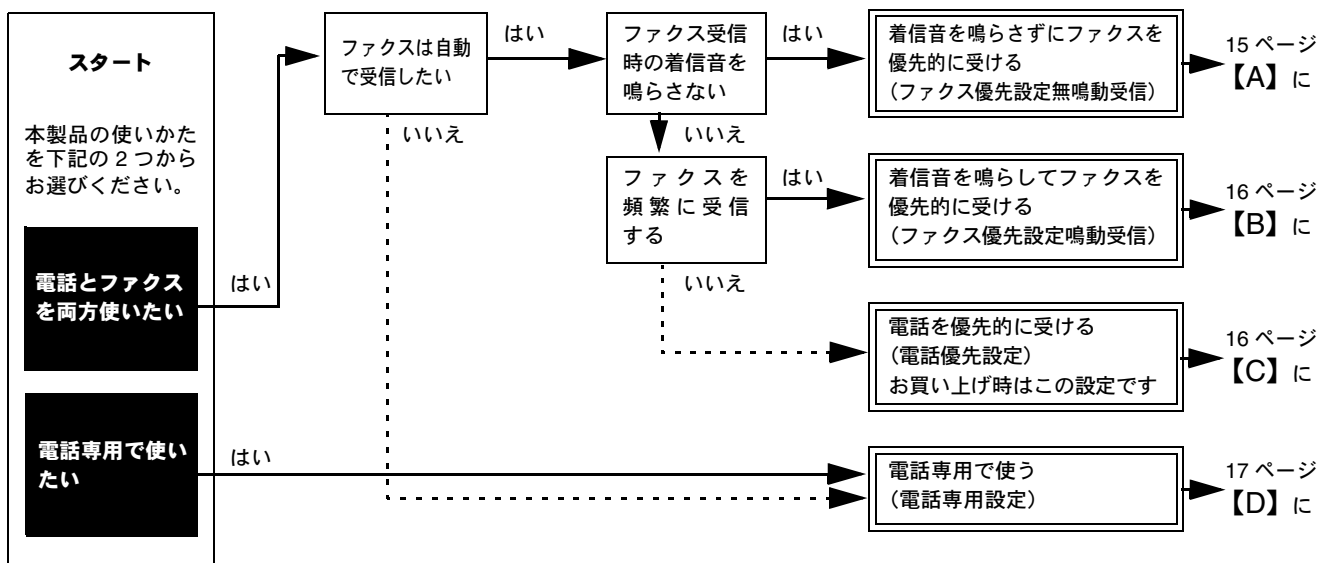 スタート
本製品の使いかた
を下記の2つから
お選びください。
電話とファクス
を両方使いたい
はい
電話専用で使い
たい
はい
ファクスは自動
で受信したい
はい
いいえ
ファクス受信
時の着信音を
鳴らさない
はい
いいえ
ファクスを
頻繁に受信
する
はい
いいえ
着信音を鳴らさずにファクスを
優先的に受ける
(ファクス優先設定無鳴動受信)
15 ページ
【A】に
着信音を鳴らしてファクスを
優先的に受ける
(ファクス優先設定鳴動受信)
16 ページ
【B】に
電話を優先的に受ける
(電話優先設定)
お買い上げ時はこの設定です
16 ページ
【C】に
電話専用で使う
(電話専用設定)
17 ページ
【D】に